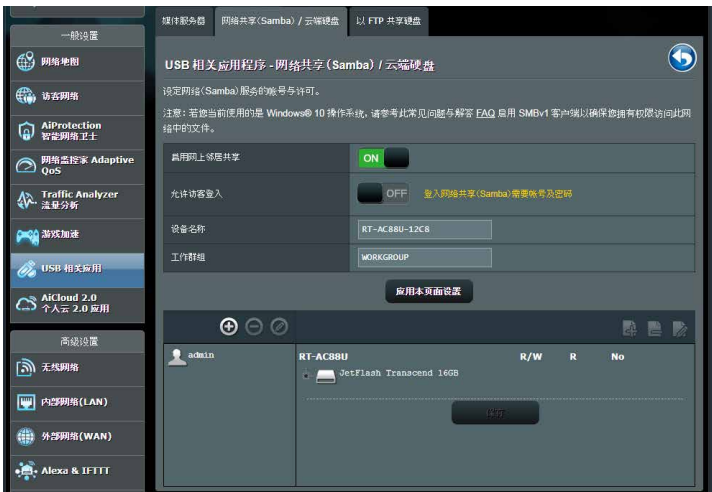 媒体服务器
网络共享(Samba) / 云端硬盘
以 FTP 共享硬盘
一般设置
网络地图
访客网络
AiProtection
智能网络卫士
网络监控家 Adaptive
QoS
Traffic Analyzer
流量分析
游戏加速
USB 相关应用
AiCloud 2.0
个人云 2.0 应用
高级设置
无线网络
内部网络(LAN)
外部网络(WAN)
Alexa & IFTTT
USB 相关应用程序 - 网络共享(Samba) / 云端硬盘
设定网络(Samba)服务的账号与许可。
注意: 若您当前使用的是 Windows® 10 操作系统, 请参考此常见问题与解答 FAQ 启用 SMBv1 客户端以确保您拥有权限访问此网
络中的文件。
启用网上邻居共享
ON
允许访客登入
OFF
登入网络共享(Samba)需要帐号及密码
设备名称
RT-AC88U-12C8
工作群组
WORKGROUP
应用本页面设置
admin
RT-AC88U
R/W
R
No
JetFlash Transcend 16GB
保存